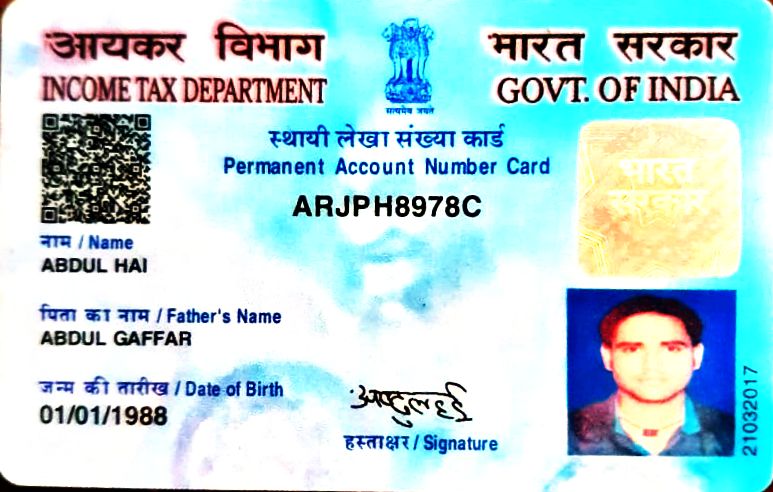 आयकर विभाग
INCOME TAX DEPARTMENT
भारत सरकार
GOVT. OF INDIA
सत्यमेव जयते
स्थायी लेखा संख्या कार्ड
Permanent Account Number Card
ARJPH8978C
भारत
सरकार
नाम / Name
ABDUL HAI
पिता का नाम / Father's Name
ABDUL GAFFAR
जन्म की तारीख / Date of Birth
01/01/1988
अब्दुल हई
हस्ताक्षर / Signature
21032017